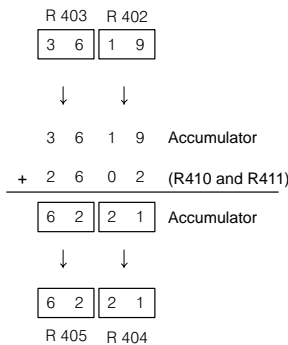 R 403 R 402
3 6 1 9
↓ ↓
3 6 1 9 Accumulator
+ 2 6 0 2 (R410 and R411)
6 2 2 1 Accumulator
↓ ↓
6 2 2 1
R 405 R 404